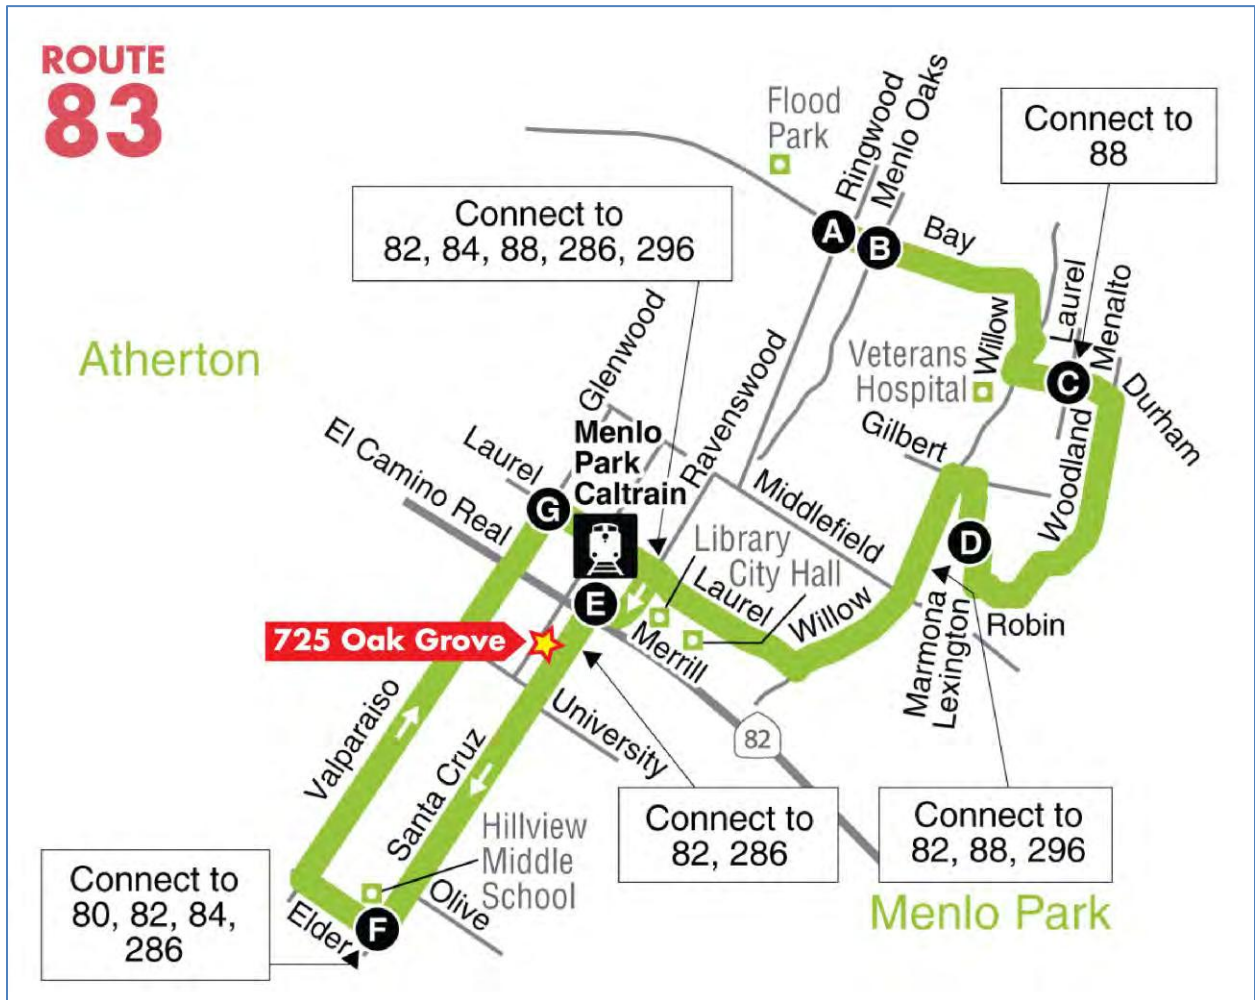 ROUTE
83
Flood
Park
Ringwood
Menlo Oaks
Connect to
88
A
B
Bay
Connect to
82, 84, 88, 286, 296
Atherton
Glenwood
Ravenswood
Veterans
Hospital
Willow
Laurel
Menalto
C
Durham
Woodland
Gilbert
El Camino Real
Laurel
Menlo
Park
Caltrain
G
Middlefield
Library
City Hall
D
E
Laurel
Willow
Merrill
Marmona
Lexington
Robin
725 Oak Grove
University
82
Valparaiso
Santa Cruz
Connect to
82, 286
Connect to
82, 88, 296
Hillview
Middle
School
Olive
Connect to
80, 82, 84,
286
Elder
F
Menlo Park